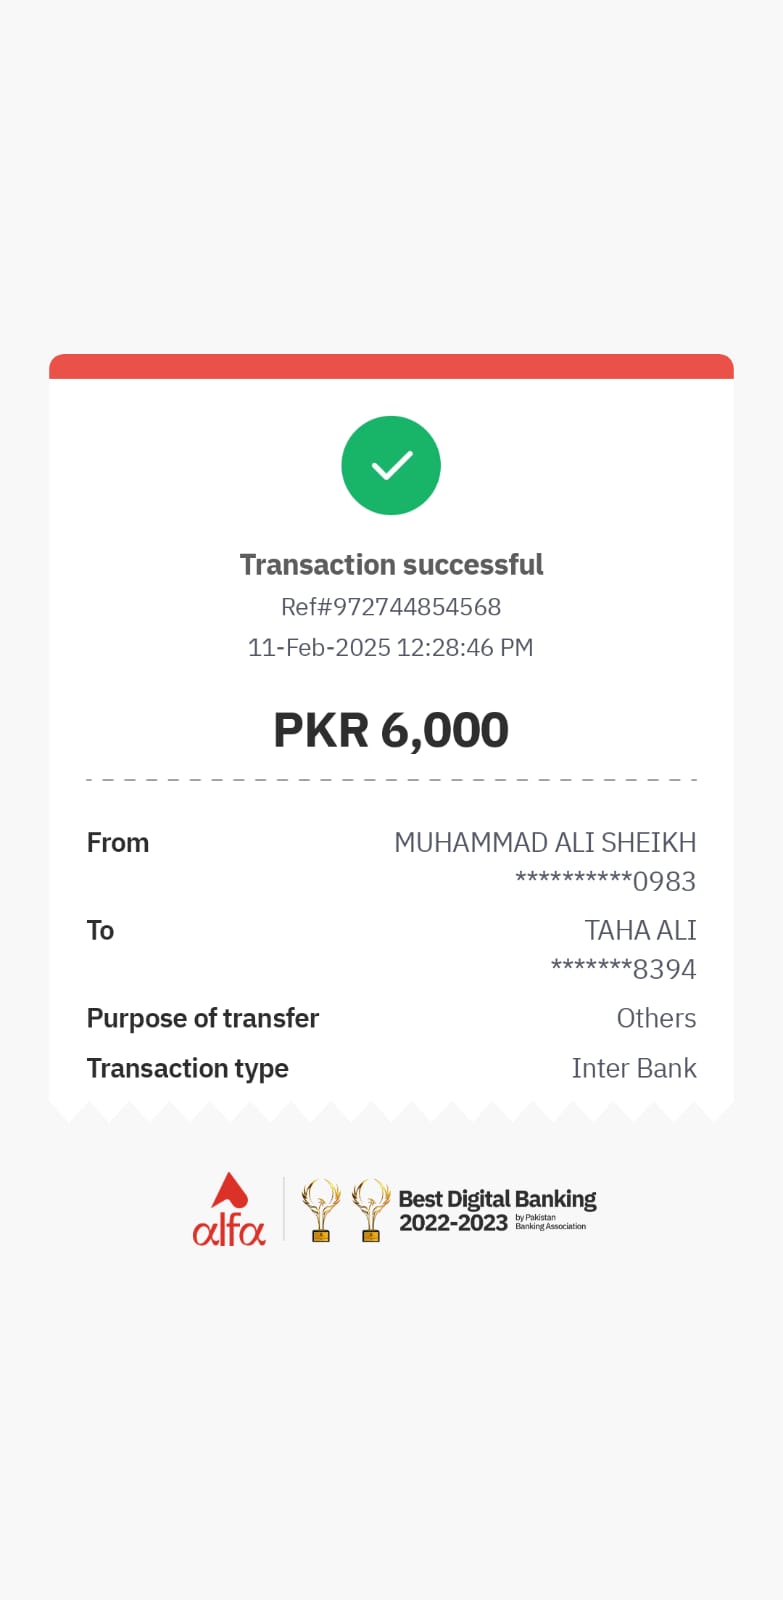 Transaction successful
Ref#972744854568
11-Feb-2025 12:28:46 PM
PKR 6,000
From MUHAMMAD ALI SHEIKH
**********0983
To TAHA ALI
*******8394
Purpose of transfer Others
Transaction type Inter Bank
alfa
Best Digital Banking
2022-2023 by Pakistan
Banking Association